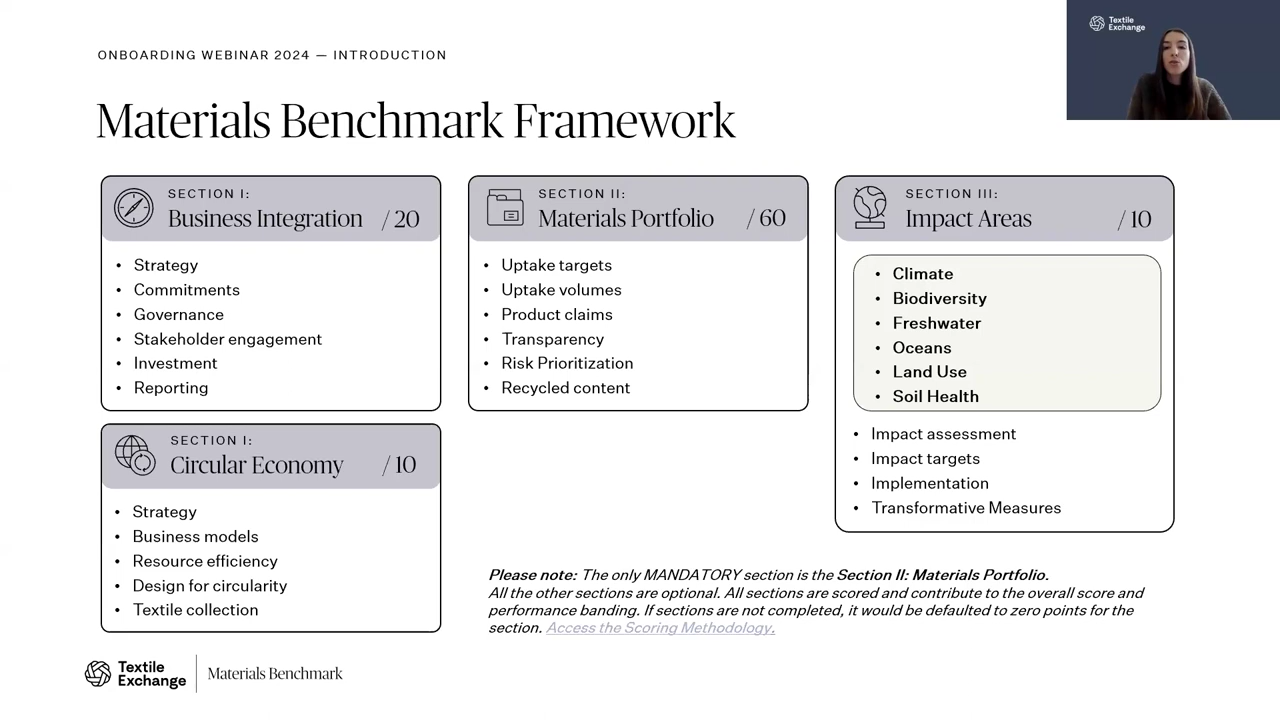 Textile
Exchange
ONBOARDING WEBINAR 2024 — INTRODUCTION
Materials Benchmark Framework
SECTION I:
Business Integration / 20
• Strategy
• Commitments
• Governance
• Stakeholder engagement
• Investment
• Reporting
SECTION I:
Circular Economy / 10
• Strategy
• Business models
• Resource efficiency
• Design for circularity
• Textile collection
SECTION II:
Materials Portfolio / 60
• Uptake targets
• Uptake volumes
• Product claims
• Transparency
• Risk Prioritization
• Recycled content
SECTION III:
Impact Areas / 10
• Climate
• Biodiversity
• Freshwater
• Oceans
• Land Use
• Soil Health
• Impact assessment
• Impact targets
• Implementation
• Transformative Measures
Please note: The only MANDATORY section is the Section II: Materials Portfolio.
All the other sections are optional. All sections are scored and contribute to the overall score and
performance banding. If sections are not completed, it would be defaulted to zero points for the
section. Access the Scoring Methodology.
Textile
Exchange
Materials Benchmark